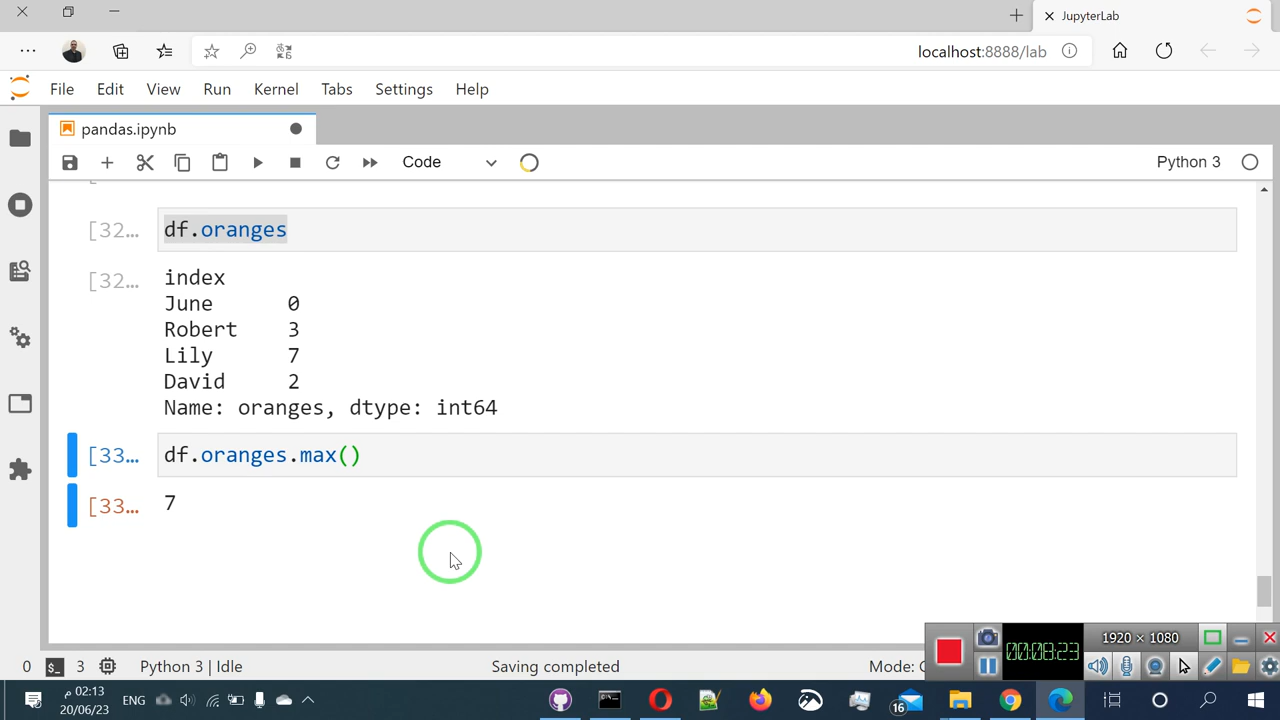 JupyterLab
localhost:8888/lab
File Edit View Run Kernel Tabs Settings Help
pandas.ipynb
Code
Python 3
[32...
df.oranges
[32...
index
June 0
Robert 3
Lily 7
David 2
Name: oranges, dtype: int64
[33...
df.oranges.max()
[33...
7
1920 × 1080
00:08:23
0
3
Python 3 | Idle
Saving completed
Mode: C
02:13 م
20/06/23
ENG
16